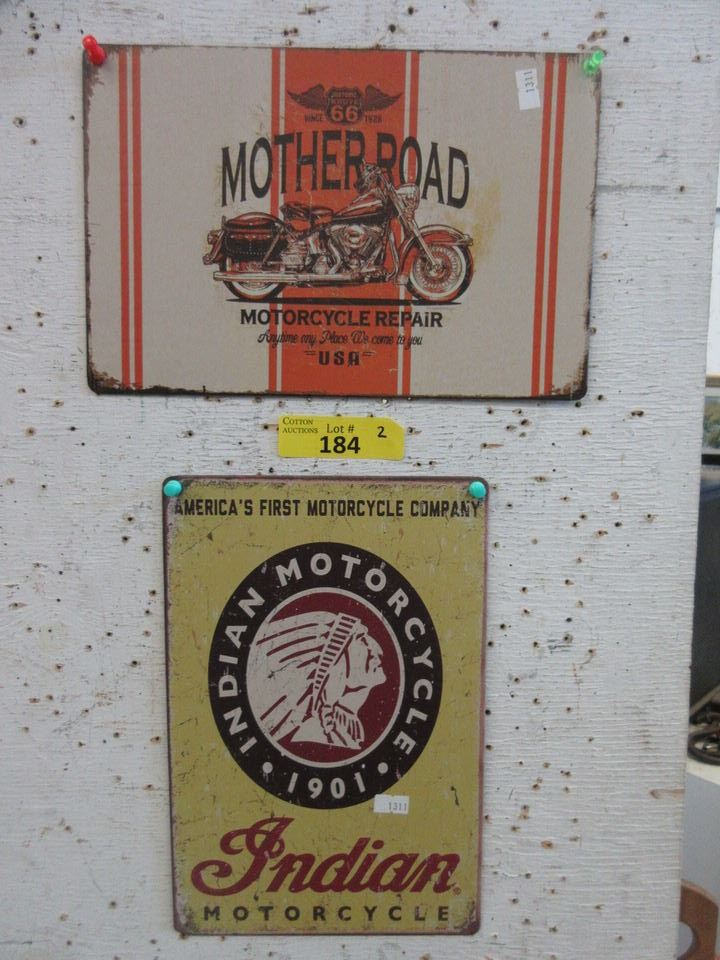 1311
HISTORIC
ROUTE
66
SINCE 1926
MOTHER ROAD
MOTORCYCLE REPAiR
Anytime any Place We come to you
USA
COTTON AUCTIONS
Lot # 2
184
AMERICA'S FIRST MOTORCYCLE COMPANY
INDIAN MOTORCYCLE
• 1901 •
1311
Indian®
MOTORCYCLE